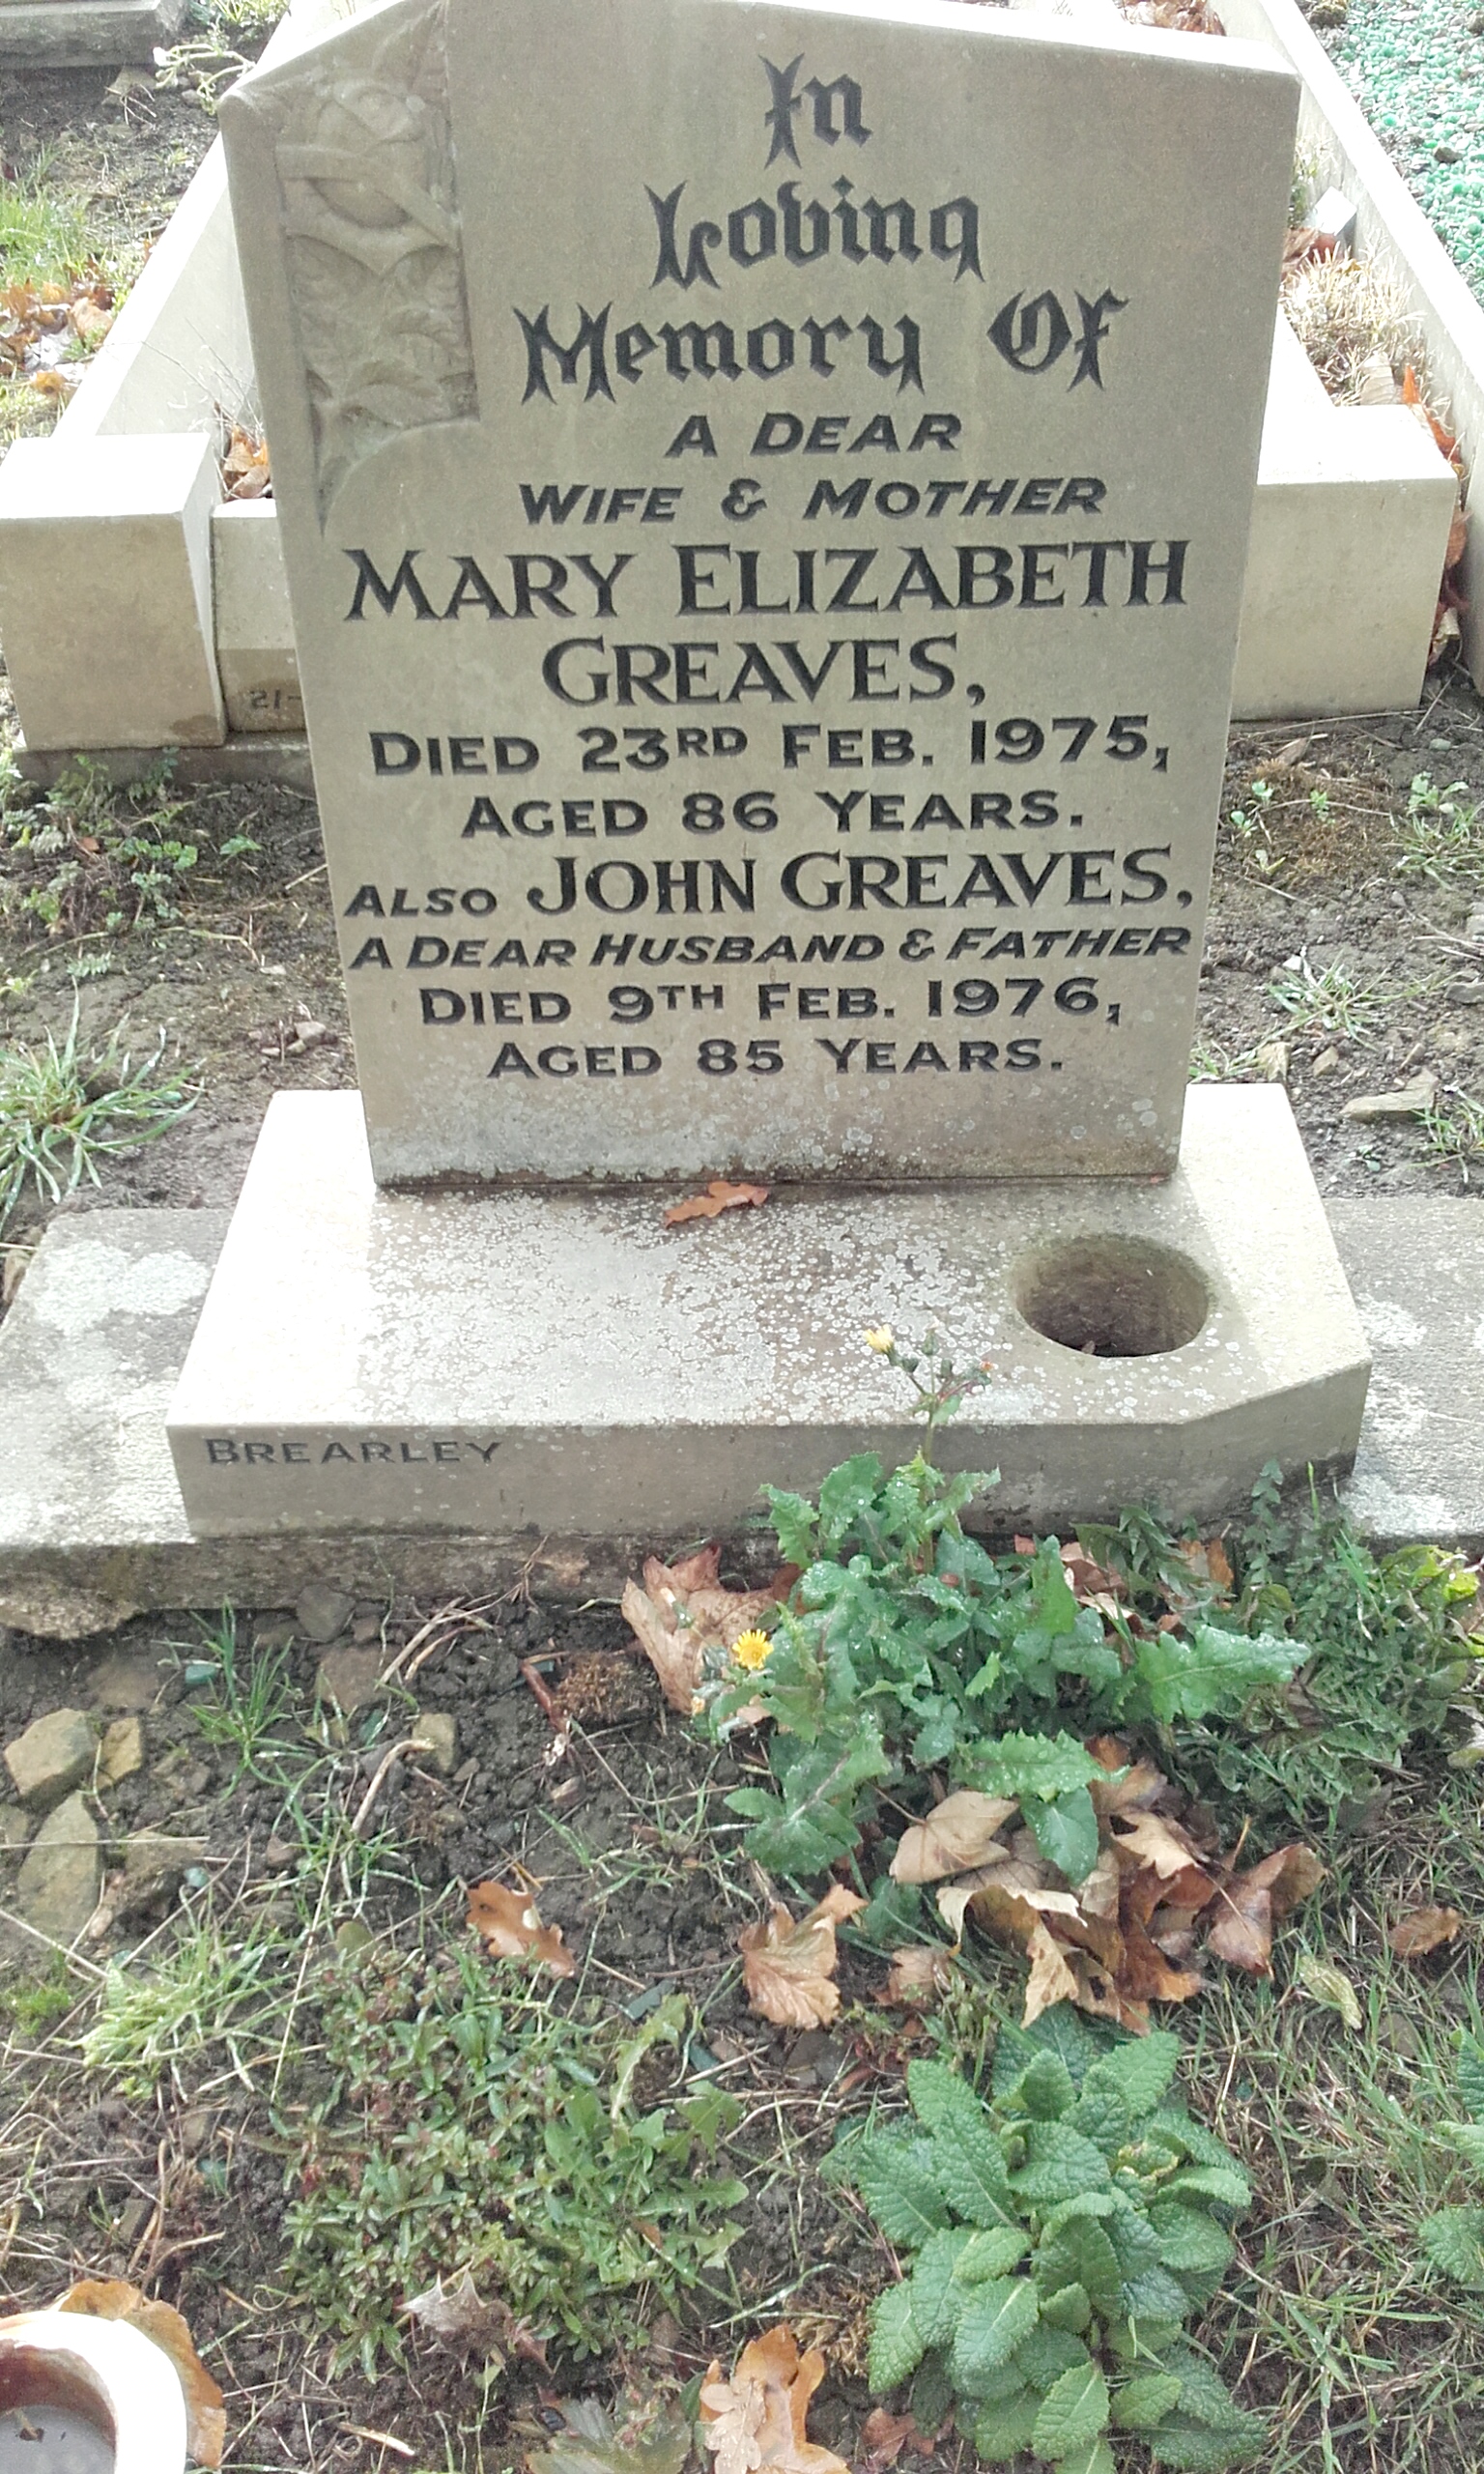 In
Loving
Memory Of
A DEAR
WIFE & MOTHER
MARY ELIZABETH
GREAVES,
DIED 23RD FEB. 1975,
AGED 86 YEARS.
ALSO JOHN GREAVES,
A DEAR HUSBAND & FATHER
DIED 9TH FEB. 1976,
AGED 85 YEARS.
21-
BREARLEY